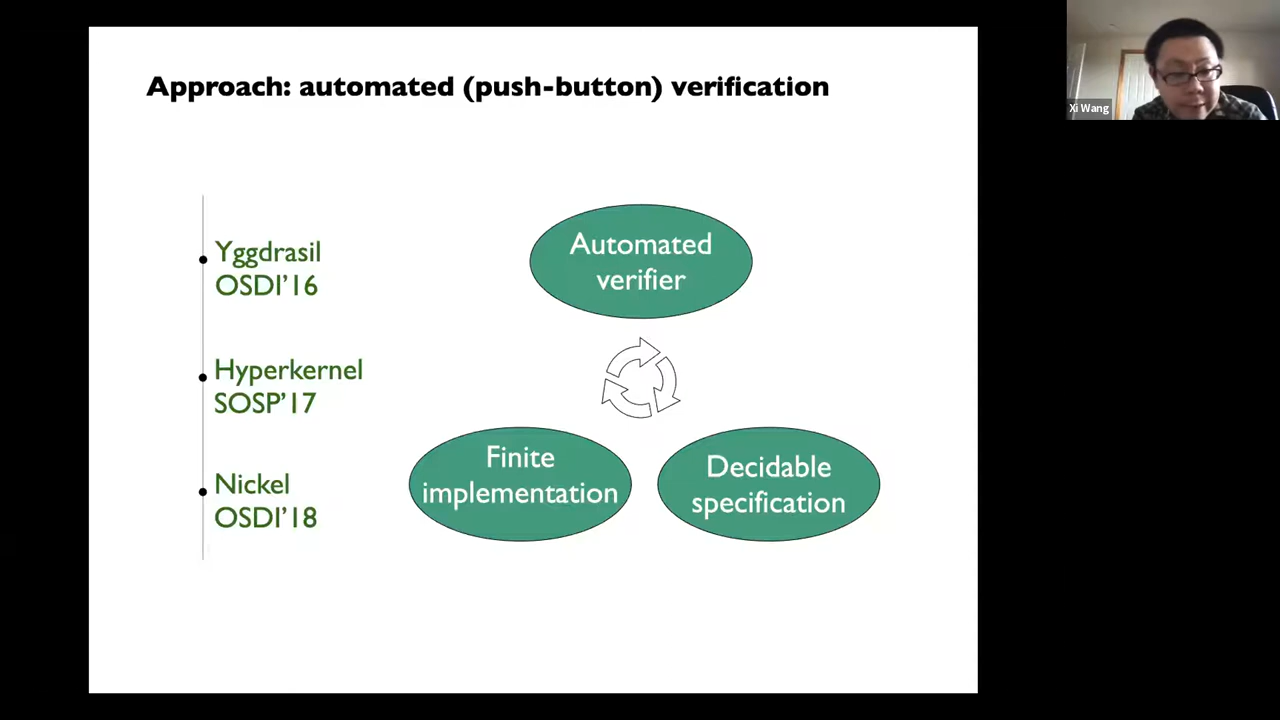 Approach: automated (push-button) verification
Xi Wang
Yggdrasil
OSDI'16
Hyperkernel
SOSP'17
Nickel
OSDI'18
Automated
verifier
Finite
implementation
Decidable
specification